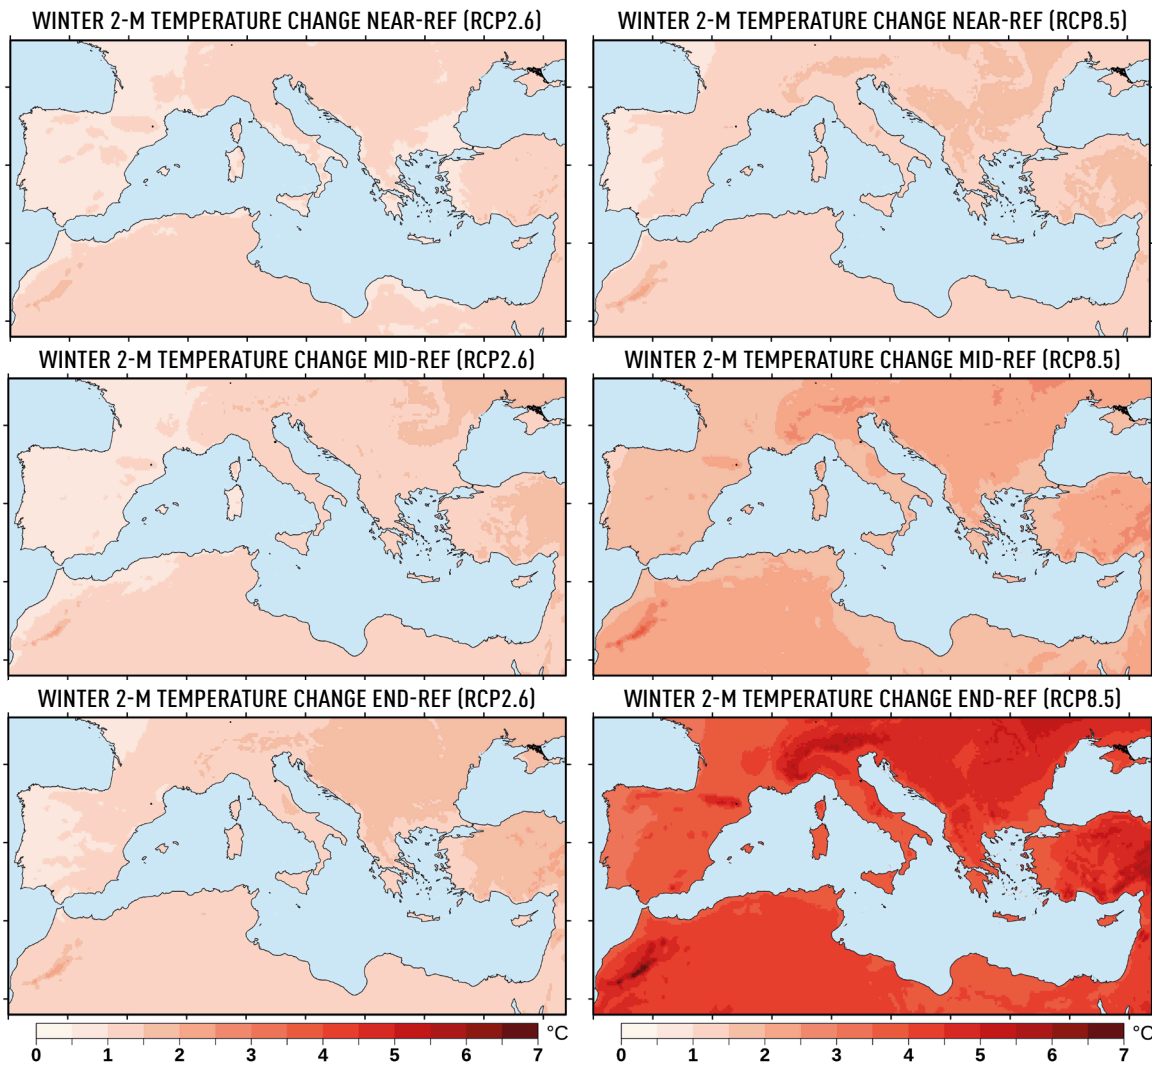 WINTER 2-M TEMPERATURE CHANGE NEAR-REF (RCP2.6)
WINTER 2-M TEMPERATURE CHANGE NEAR-REF (RCP8.5)
WINTER 2-M TEMPERATURE CHANGE MID-REF (RCP2.6)
WINTER 2-M TEMPERATURE CHANGE MID-REF (RCP8.5)
WINTER 2-M TEMPERATURE CHANGE END-REF (RCP2.6)
WINTER 2-M TEMPERATURE CHANGE END-REF (RCP8.5)
°C
0 1 2 3 4 5 6 7
°C
0 1 2 3 4 5 6 7